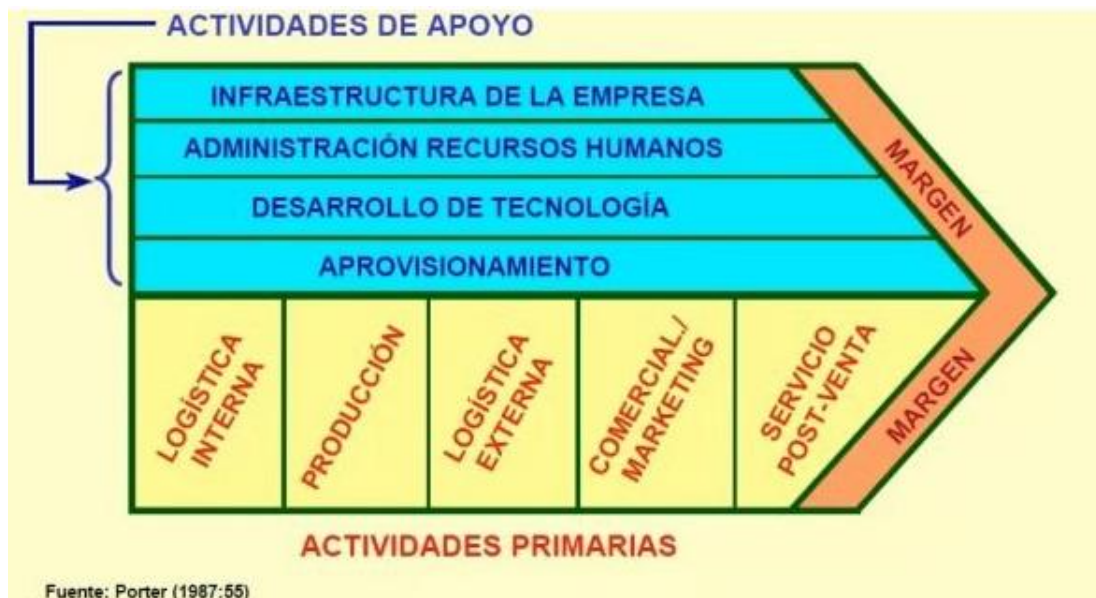 ACTIVIDADES DE APOYO
INFRAESTRUCTURA DE LA EMPRESA
ADMINISTRACIÓN RECURSOS HUMANOS
DESARROLLO DE TECNOLOGÍA
APROVISIONAMIENTO
MARGEN
LOGÍSTICA
INTERNA
PRODUCCIÓN
LOGÍSTICA
EXTERNA
COMERCIAL./
MARKETING
SERVICIO
POST-VENTA
MARGEN
ACTIVIDADES PRIMARIAS
Fuente: Porter (1987:55)